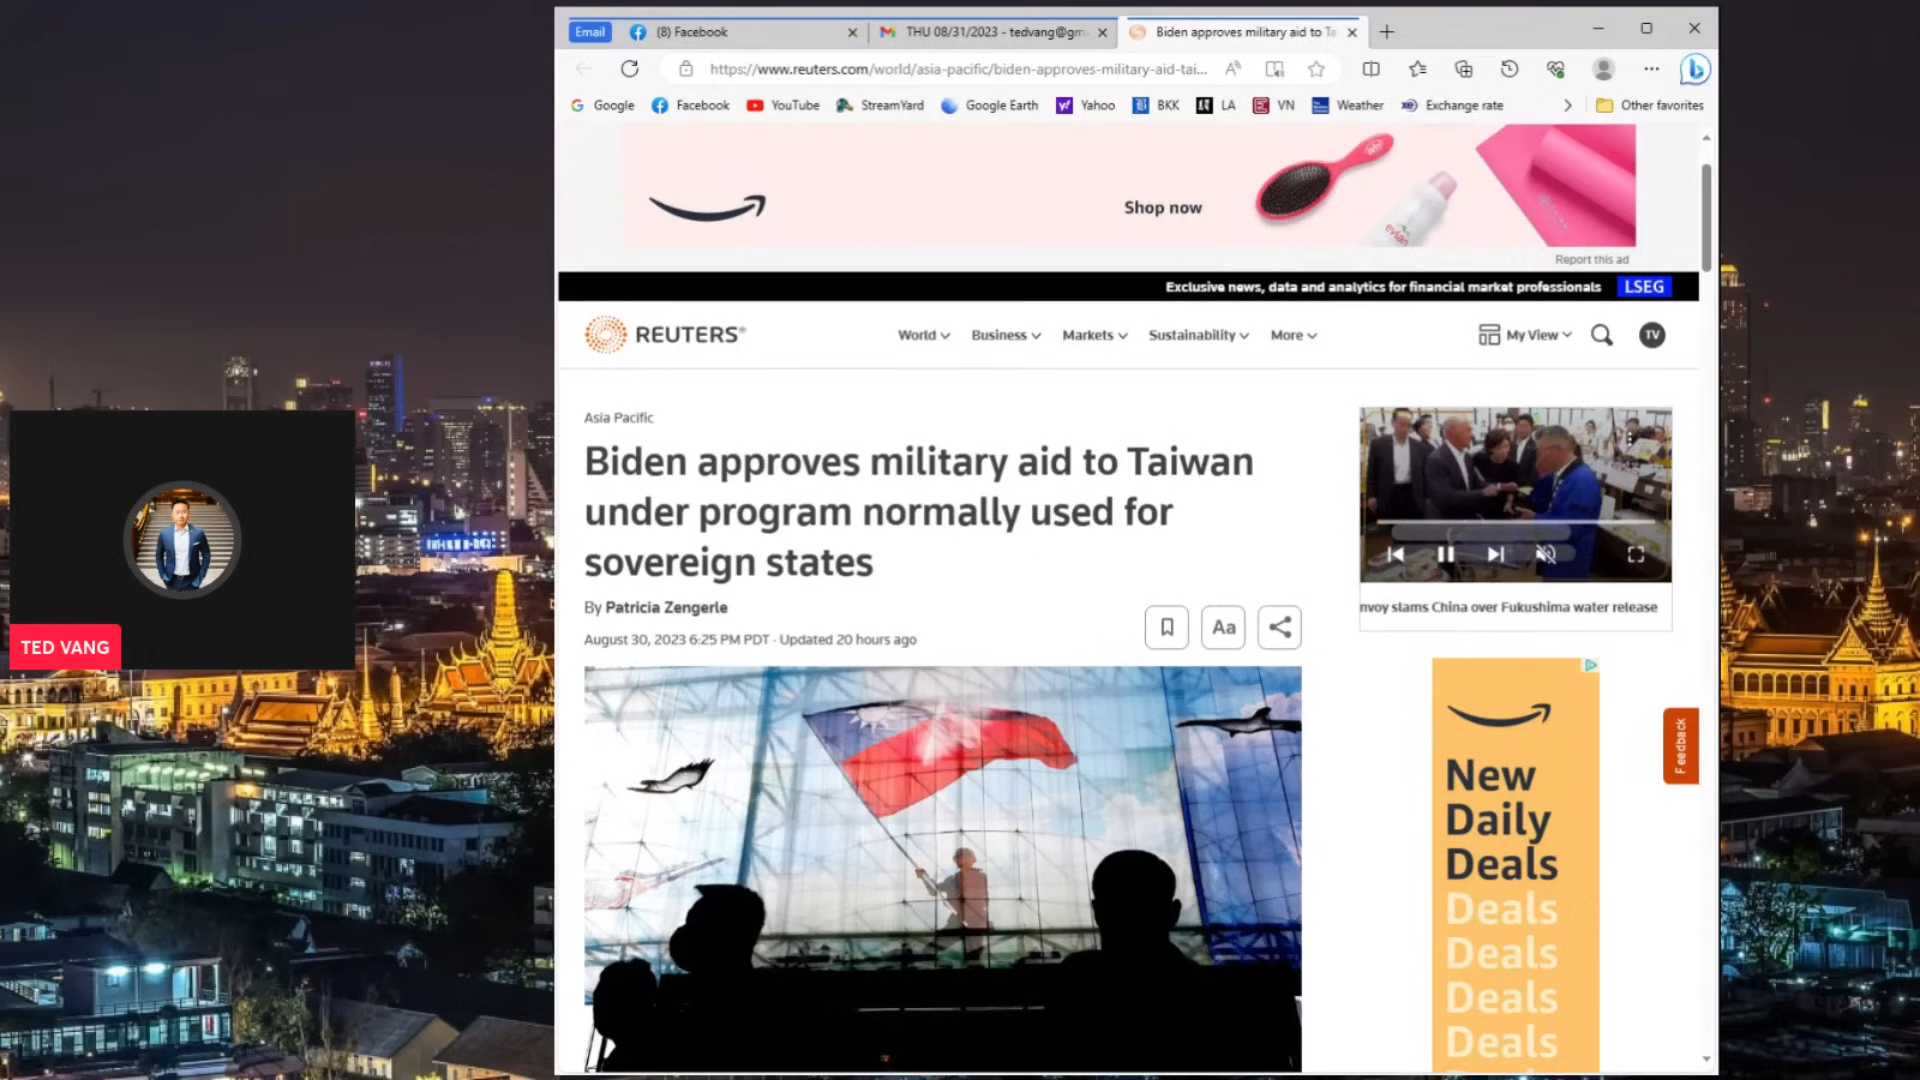 Email
(8) Facebook
THU 08/31/2023 - tedvang@gm
Biden approves military aid to Ta
https://www.reuters.com/world/asia-pacific/biden-approves-military-aid-tai...
Google
Facebook
YouTube
StreamYard
Google Earth
Yahoo
BKK
LA
VN
Weather
Exchange rate
Other favorites
Shop now
evian
Report this ad
Exclusive news, data and analytics for financial market professionals
LSEG
REUTERS®
World
Business
Markets
Sustainability
More
My View
TV
Asia Pacific
Biden approves military aid to Taiwan
under program normally used for
sovereign states
By Patricia Zengerle
August 30, 2023 6:25 PM PDT · Updated 20 hours ago
Aa
nvoy slams China over Fukushima water release
New
Daily
Deals
Deals
Deals
Deals
Deals
Feedback
TED VANG